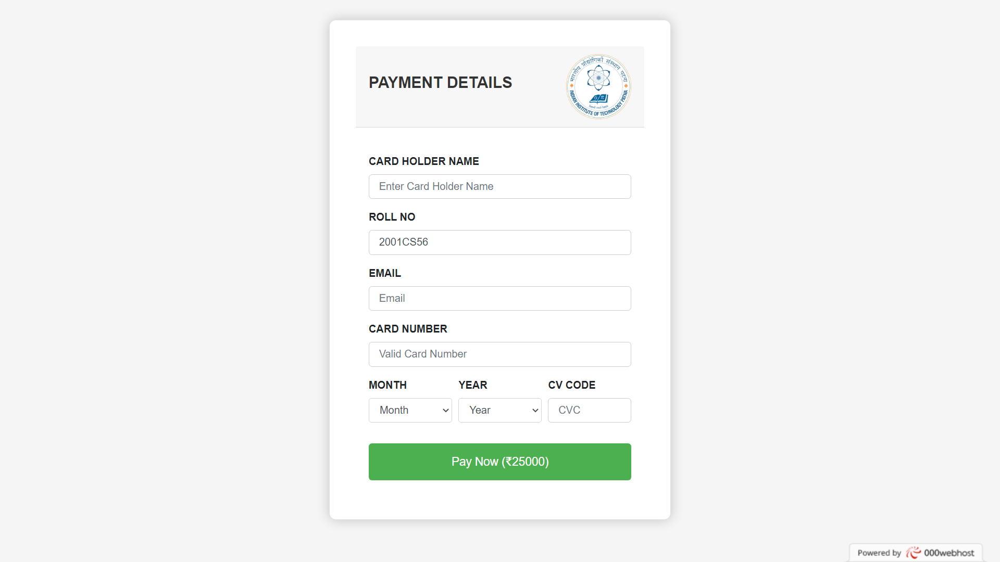 PAYMENT DETAILS
भारतीय प्रौद्योगिकी संस्थान पटना
INDIAN INSTITUTE OF TECHNOLOGY PATNA
CARD HOLDER NAME
Enter Card Holder Name
ROLL NO
2001CS56
EMAIL
Email
CARD NUMBER
Valid Card Number
MONTH YEAR CV CODE
Month Year CVC
Pay Now (₹25000)
Powered by 000webhost